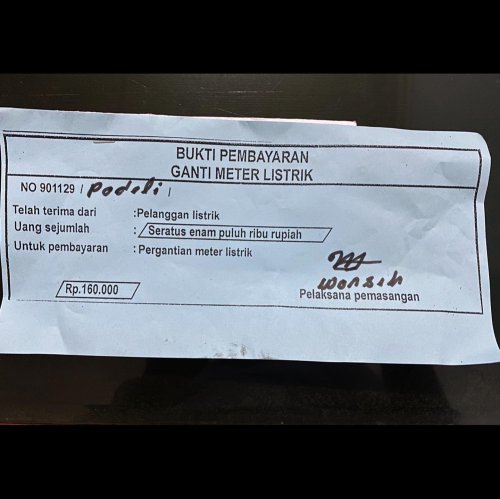 BUKTI PEMBAYARAN
GANTI METER LISTRIK
NO 901129 / Podeli /
Telah terima dari : Pelanggan listrik
Uang sejumlah : Seratus enam puluh ribu rupiah
Untuk pembayaran : Pergantian meter listrik
Rp.160.000
Pelaksana pemasangan